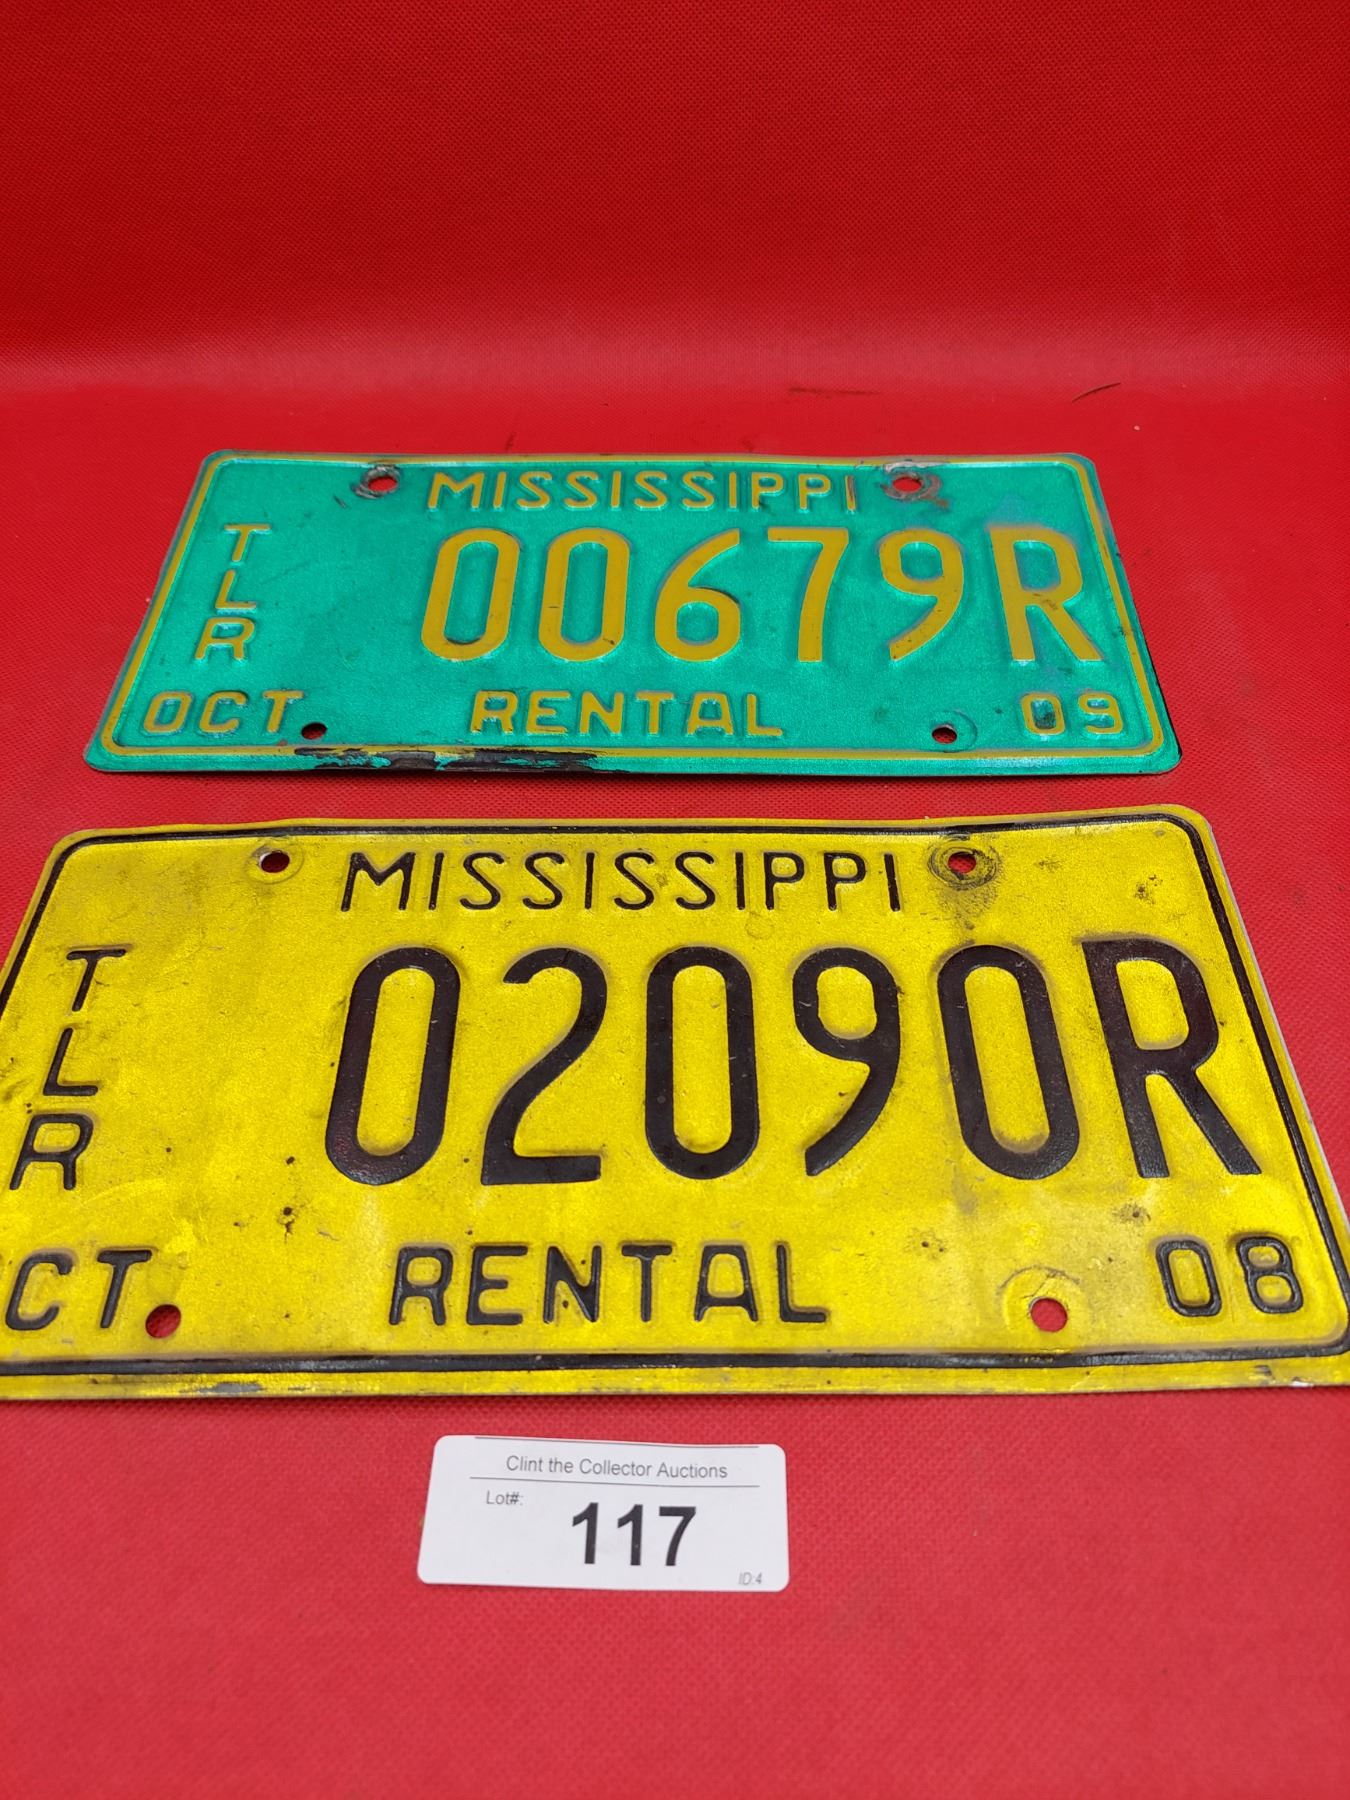 MISSISSIPPI
TLR
00679R
OCT RENTAL 09
MISSISSIPPI
TLR
02090R
OCT RENTAL 08
Clint the Collector Auctions
Lot#:
117
ID:4